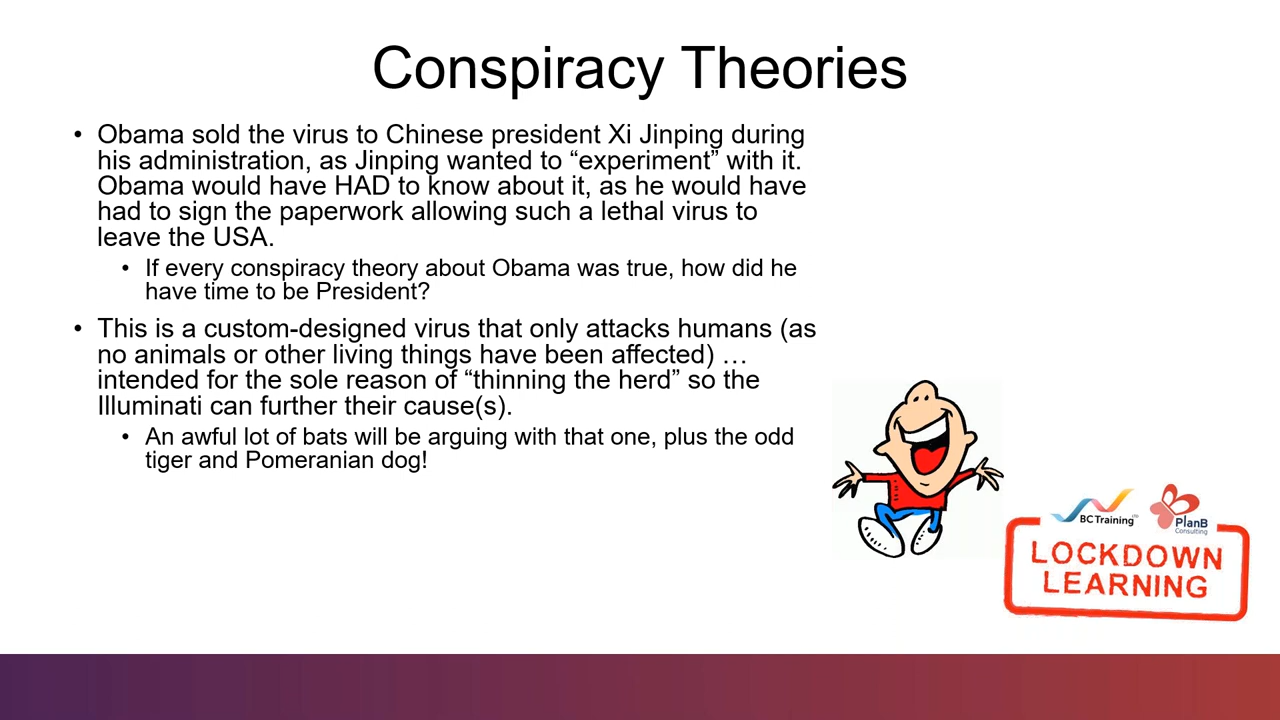 Conspiracy Theories
• Obama sold the virus to Chinese president Xi Jinping during
his administration, as Jinping wanted to “experiment” with it.
Obama would have HAD to know about it, as he would have
had to sign the paperwork allowing such a lethal virus to
leave the USA.
• If every conspiracy theory about Obama was true, how did he
have time to be President?
• This is a custom-designed virus that only attacks humans (as
no animals or other living things have been affected) …
intended for the sole reason of “thinning the herd” so the
Illuminati can further their cause(s).
• An awful lot of bats will be arguing with that one, plus the odd
tiger and Pomeranian dog!
BC Training LTD
PlanB
Consulting
LOCKDOWN
LEARNING